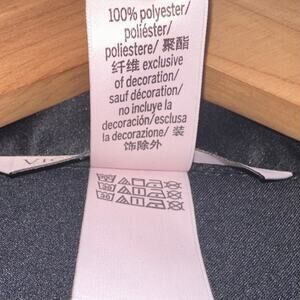 100% polyester/
poliéster/
poliestere/ 聚酯
纤维 exclusive
of decoration/
sauf décoration/
no incluye la
decoración/esclusa
la decorazione/ 装
饰除外